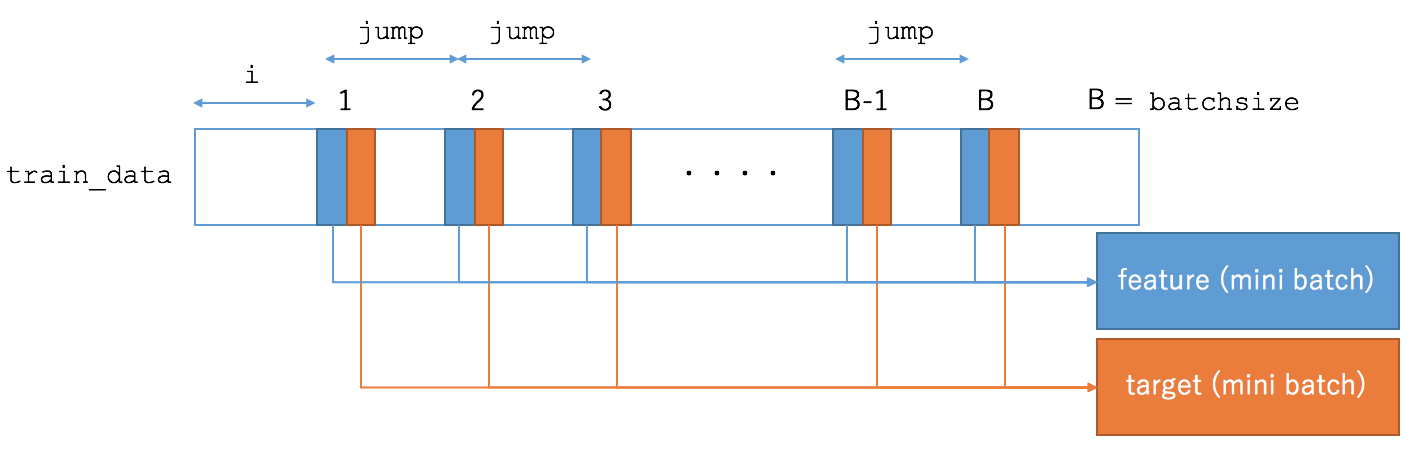 jump jump jump
i
1 2 3 B-1 B B = batchsize
train_data
. . . .
feature (mini batch)
target (mini batch)